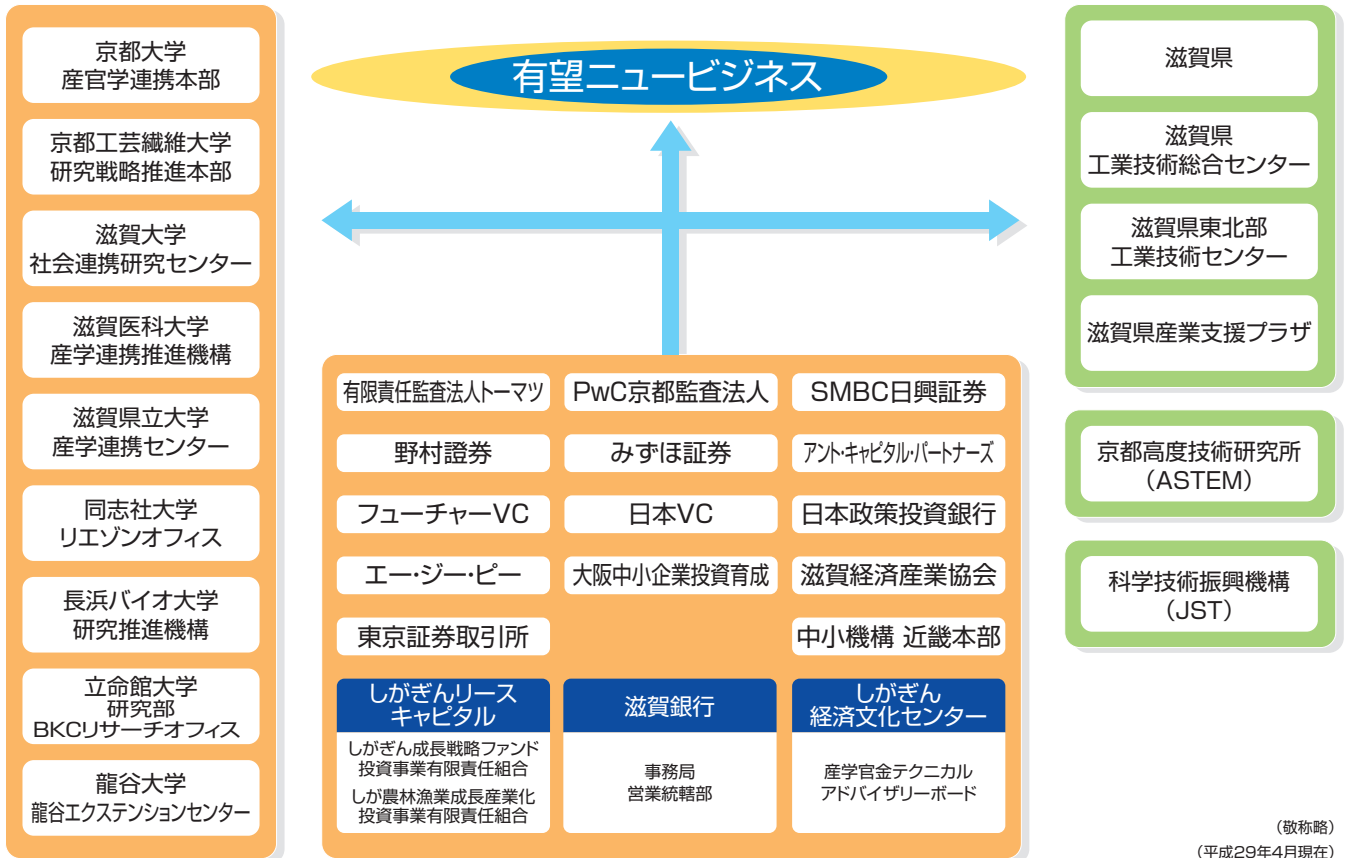 京都大学
産官学連携本部
京都工芸繊維大学
研究戦略推進本部
滋賀大学
社会連携研究センター
滋賀医科大学
産学連携推進機構
滋賀県立大学
産学連携センター
同志社大学
リエゾンオフィス
長浜バイオ大学
研究推進機構
立命館大学
研究部
BKCリサーチオフィス
龍谷大学
龍谷エクステンションセンター
有望ニュービジネス
有限責任監査法人トーマツ
PwC京都監査法人
SMBC日興証券
野村證券
みずほ証券
アント・キャピタル・パートナーズ
フューチャーVC
日本VC
日本政策投資銀行
エー・ジー・ピー
大阪中小企業投資育成
滋賀経済産業協会
東京証券取引所
中小機構 近畿本部
しがぎんリース
キャピタル
しがぎん成長戦略ファンド
投資事業有限責任組合
しが農林漁業成長産業化
投資事業有限責任組合
滋賀銀行
事務局
営業統轄部
しがぎん
経済文化センター
産学官金テクニカル
アドバイザリーボード
滋賀県
滋賀県
工業技術総合センター
滋賀県東北部
工業技術センター
滋賀県産業支援プラザ
京都高度技術研究所
(ASTEM)
科学技術振興機構
(JST)
(敬称略)
(平成29年4月現在)